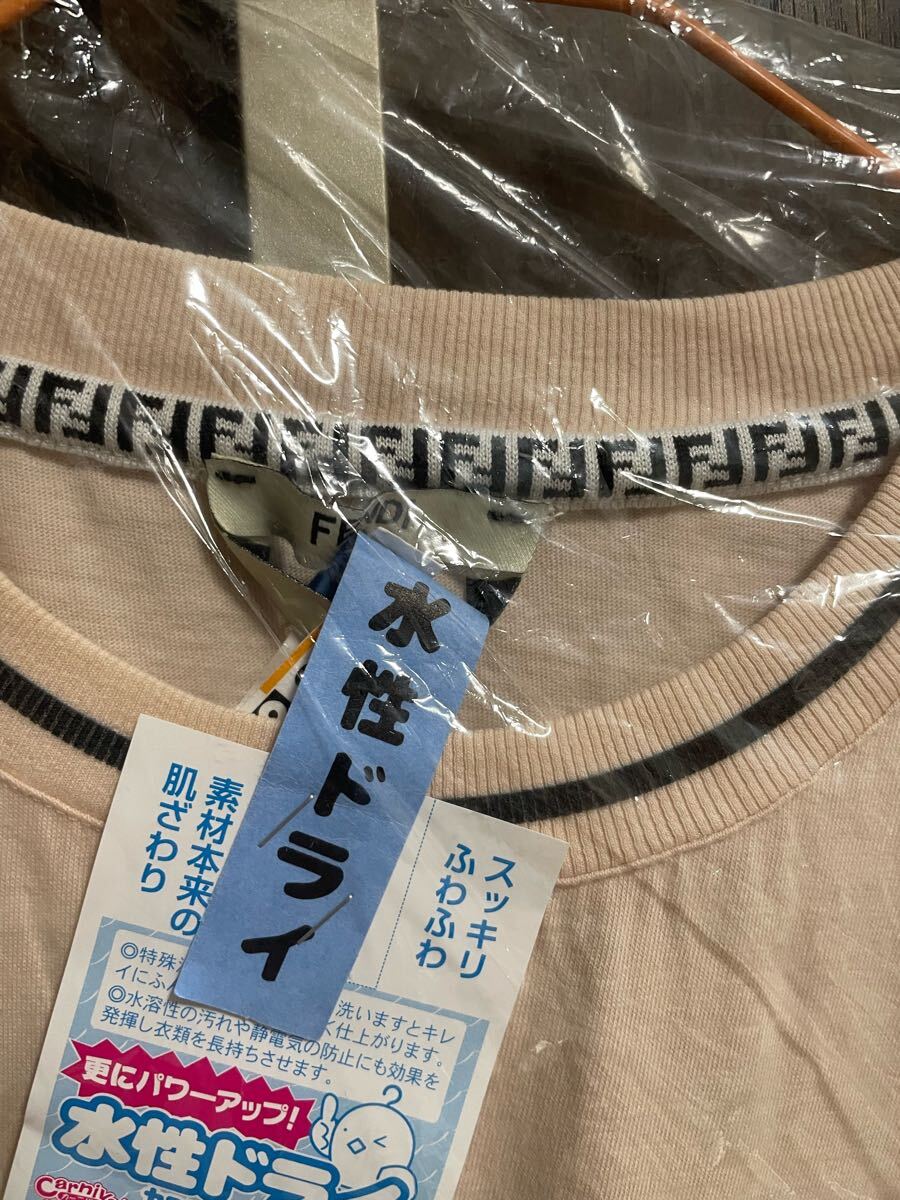 水性ドライ
スッキリ
ふわふわ
素材本来の
肌ざわり
◎特殊
洗いますとキレ
イにふ
く仕上がります。
◎水溶性の汚れや静電気の防止にも効果を
発揮し衣類を長持ちさせます。
更にパワーアップ!
水性ドライ